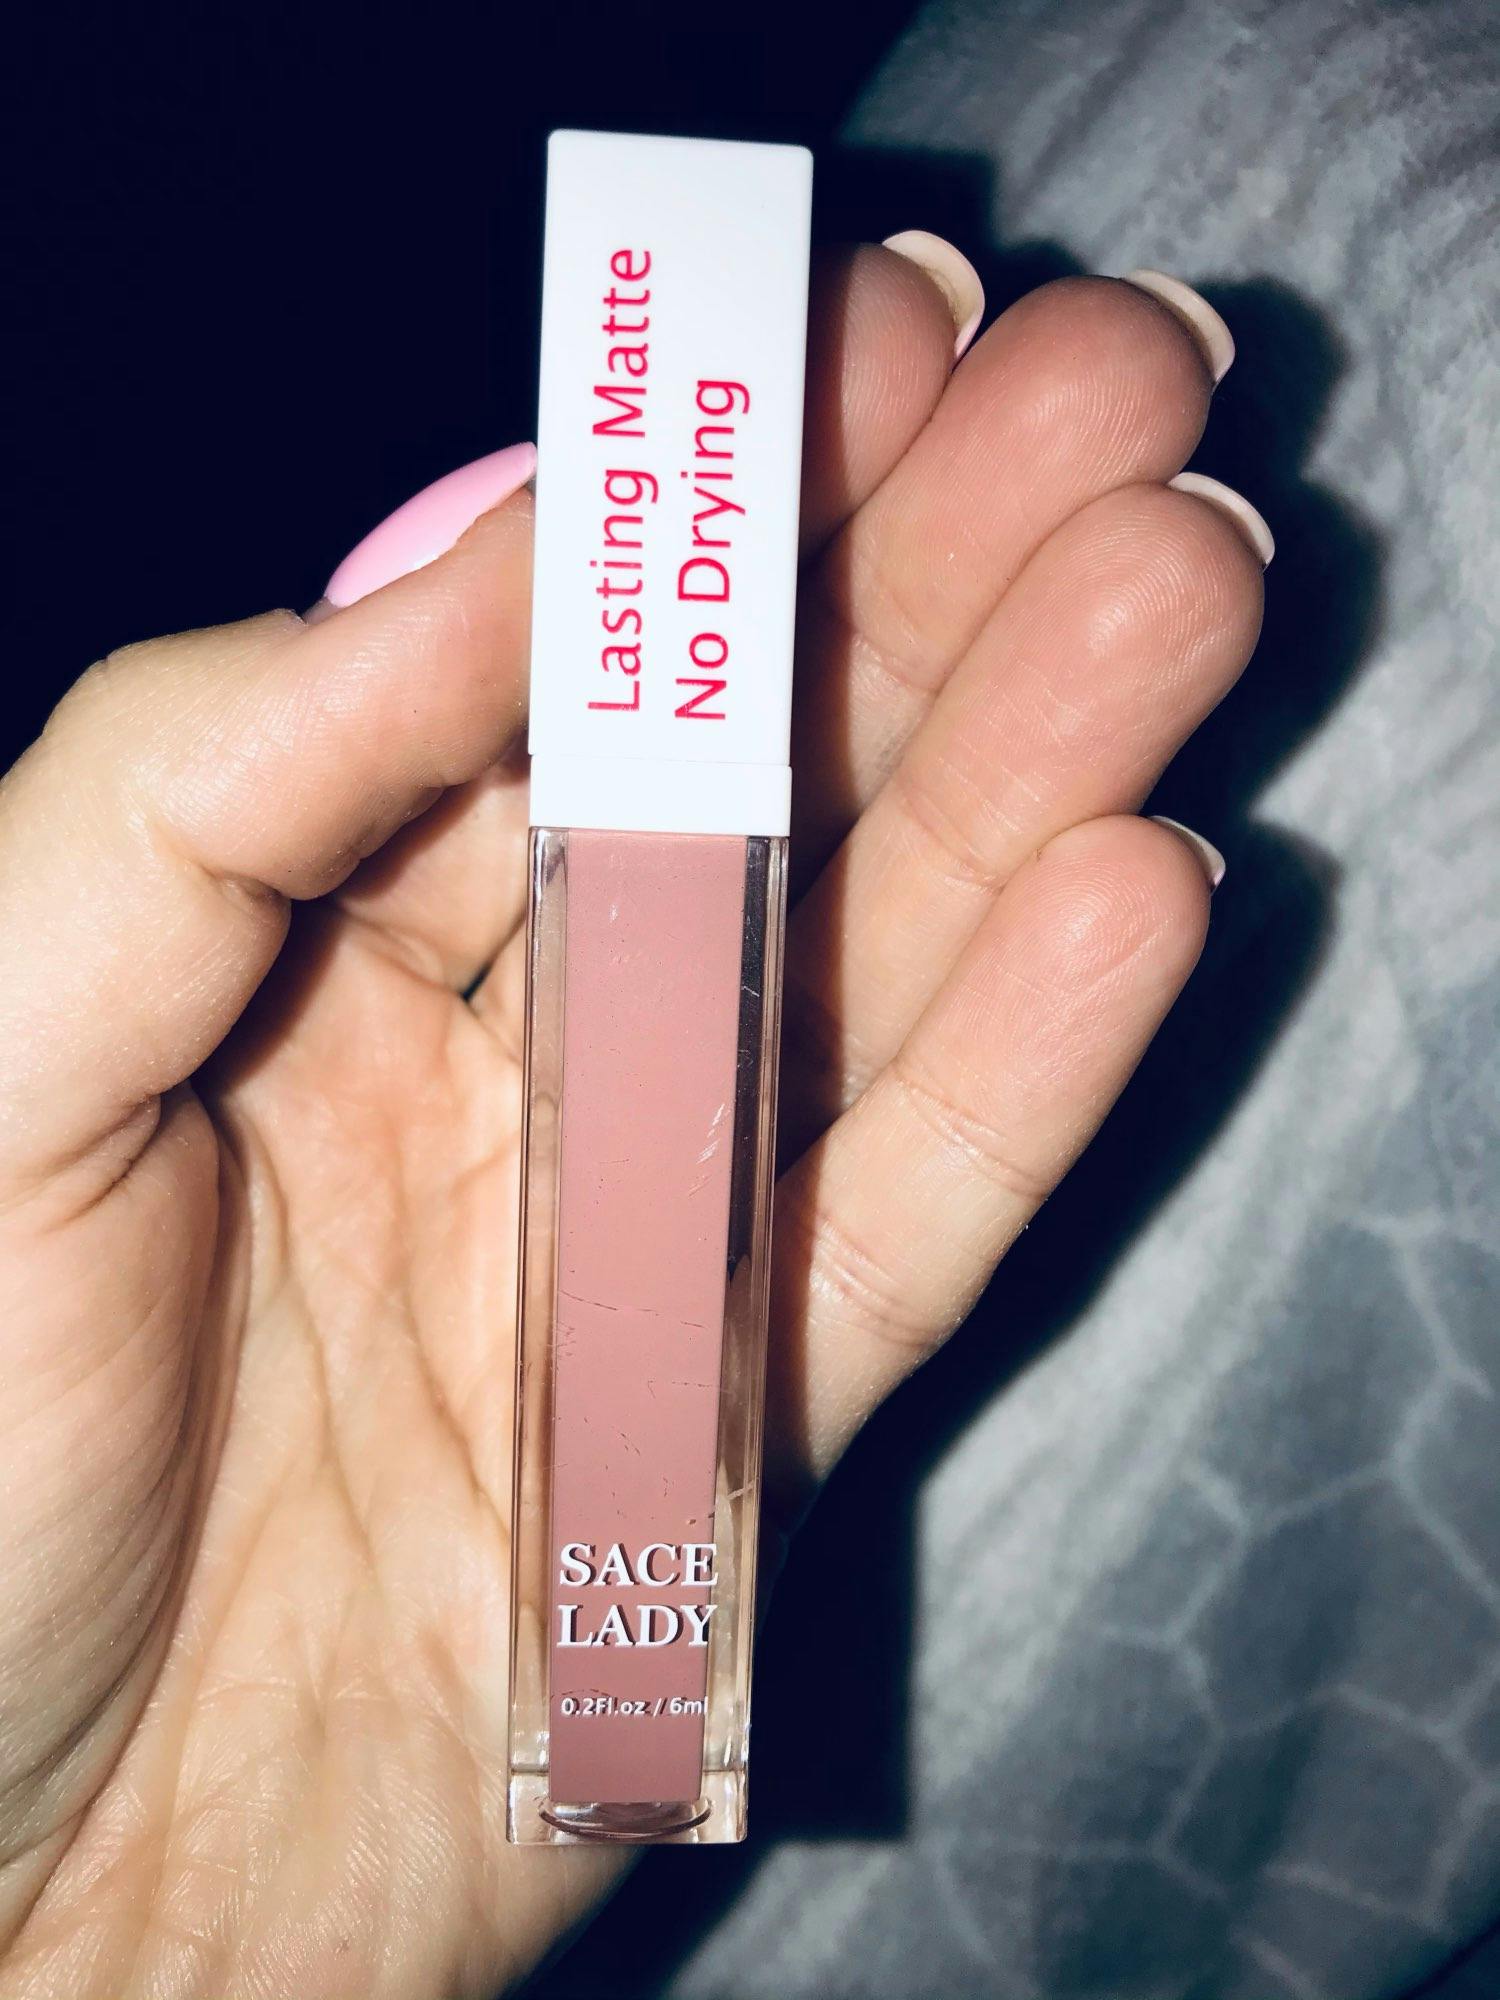 Lasting Matte
No Drying
SACE
LADY
0.2Fl.oz / 6ml